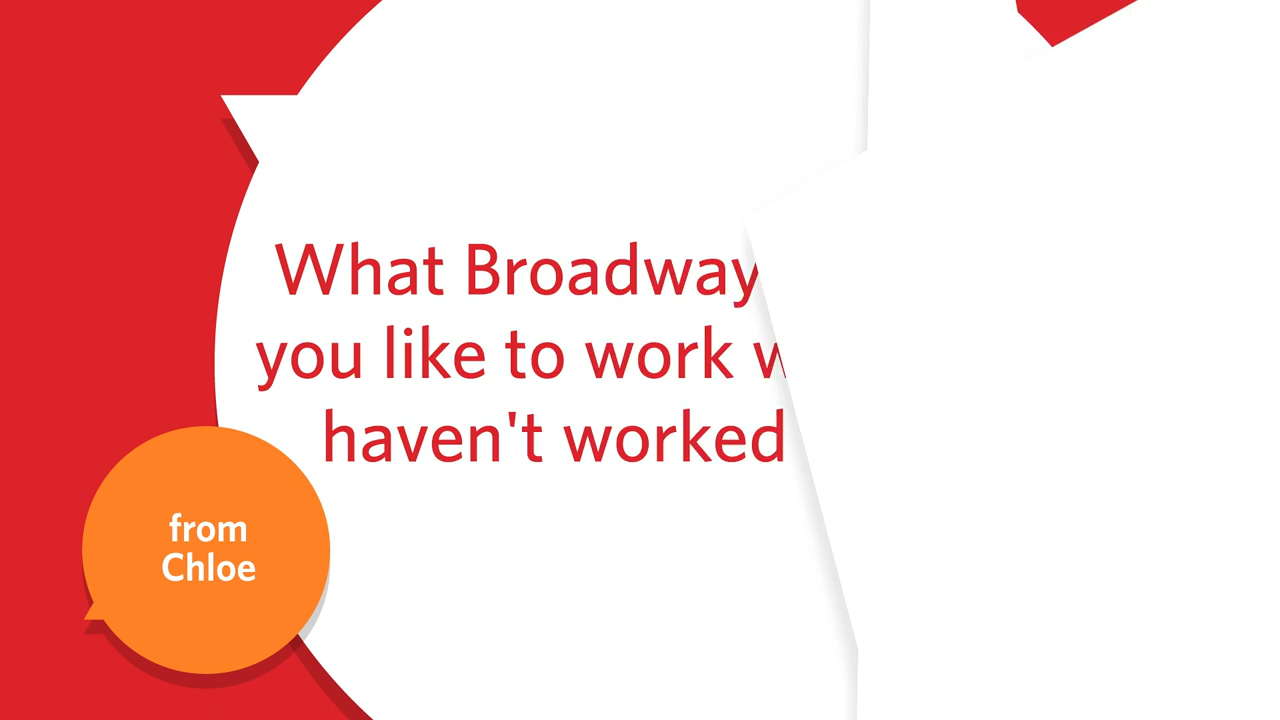 What Broadway
you like to work
haven't worked
from
Chloe